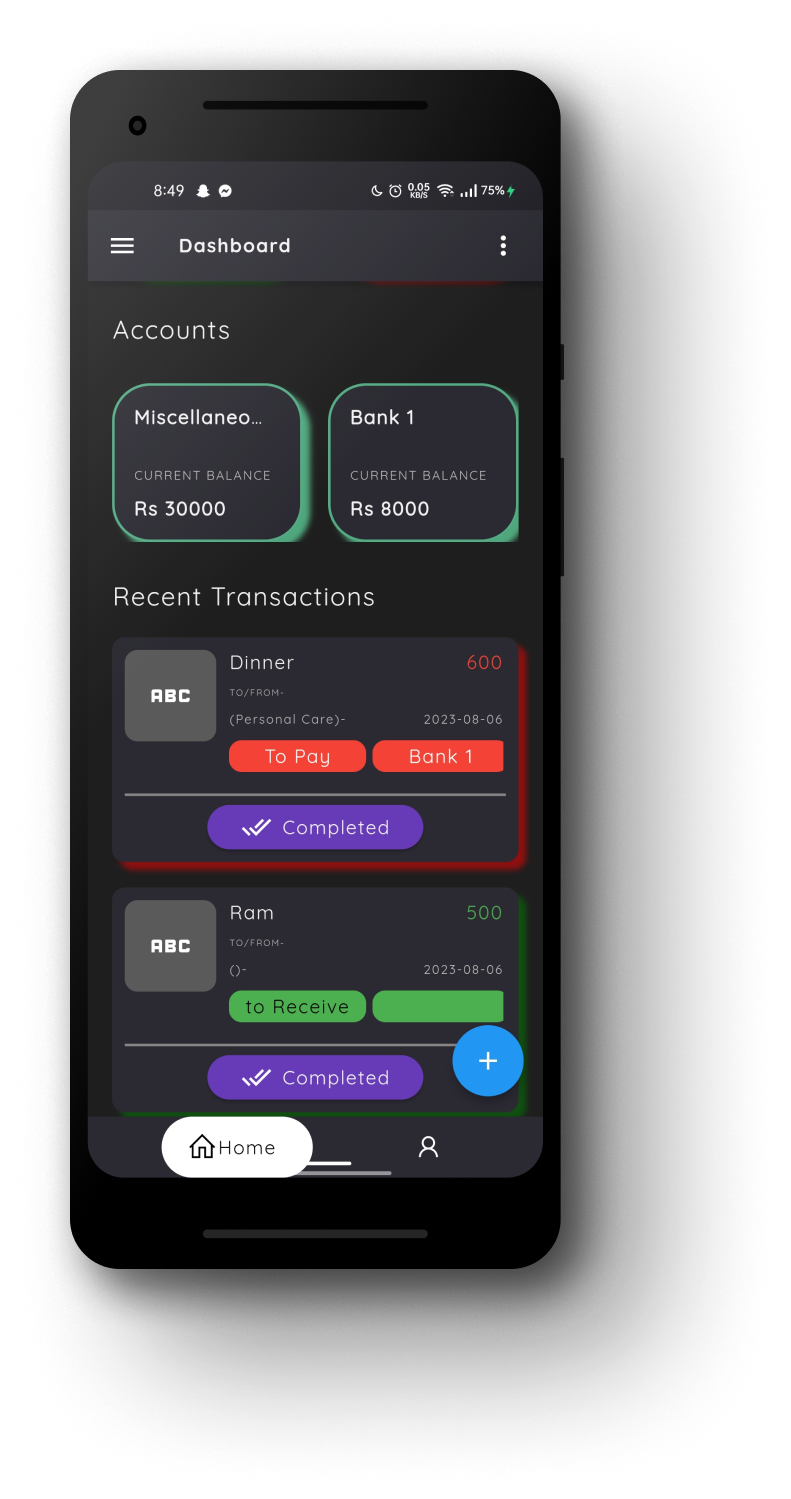 8:49 0.05 KB/S 75%
Dashboard
Accounts
Miscellaneo... Bank 1
CURRENT BALANCE CURRENT BALANCE
Rs 30000 Rs 8000
Recent Transactions
ABC
Dinner 600
TO/FROM-
(Personal Care)- 2023-08-06
To Pay Bank 1
Completed
ABC
Ram 500
TO/FROM-
()- 2023-08-06
to Receive
+
Completed
Home